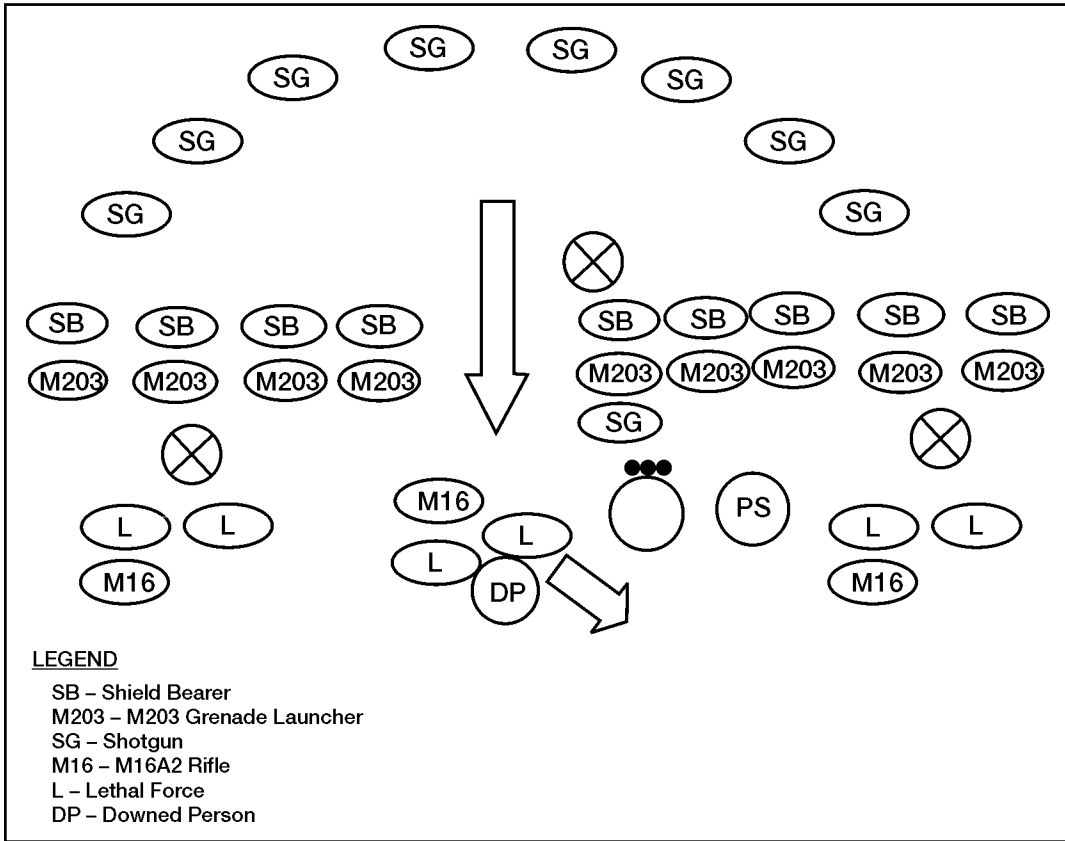 SG SG
SG SG
SG SG
SG SG
SB SB SB SB SB SB SB SB SB
M203 M203 M203 M203 M203 M203 M203 M203 M203
SG
M16 PS
L L L L L
L
M16 DP M16
LEGEND
SB – Shield Bearer
M203 – M203 Grenade Launcher
SG – Shotgun
M16 – M16A2 Rifle
L – Lethal Force
DP – Downed Person